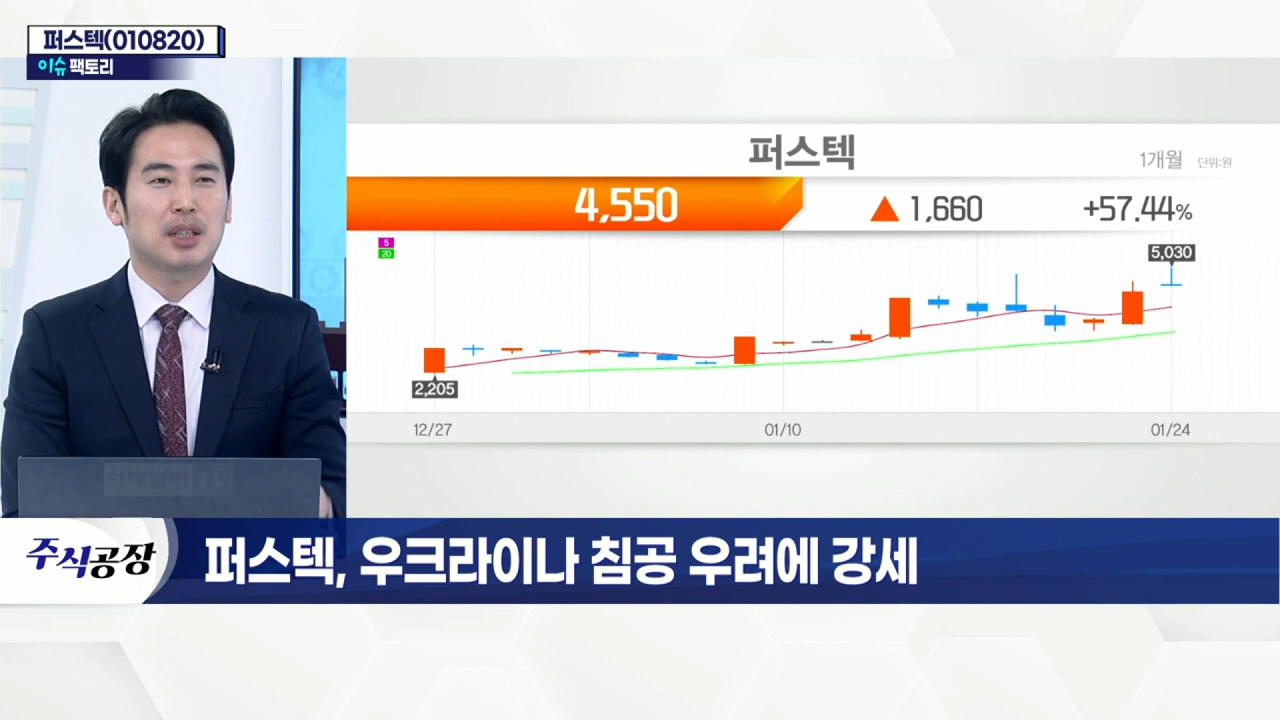 퍼스텍(010820)
이슈 팩토리
퍼스텍
1개월 단위:원
4,550 ▲ 1,660 +57.44%
5
20
5,030
2,205
12/27 01/10 01/24
주식공장
퍼스텍, 우크라이나 침공 우려에 강세